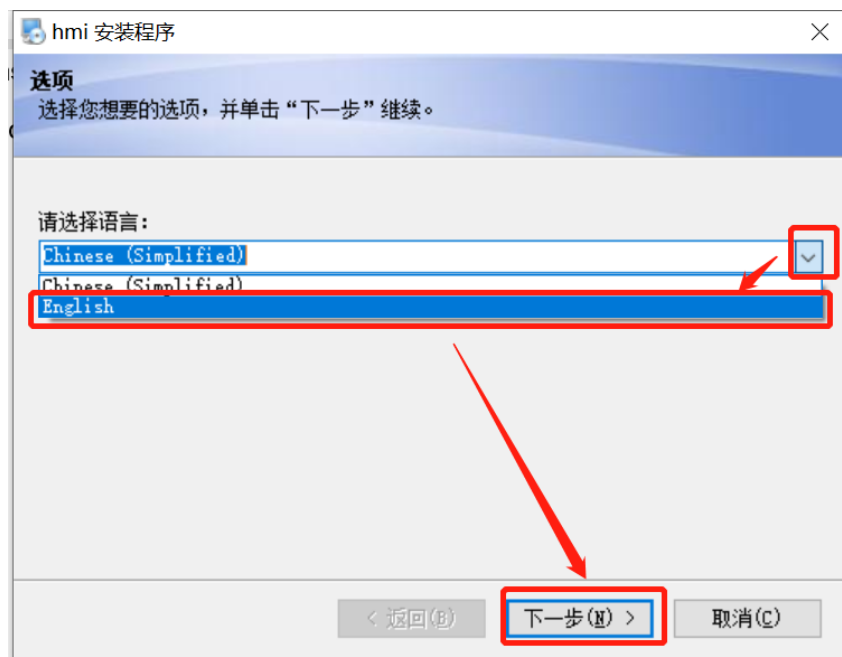 hmi 安装程序
选项
选择您想要的选项，并单击“下一步”继续。
请选择语言：
Chinese (Simplified)
Chinese (Simplified)
English
< 返回(B)
下一步(N) >
取消(C)